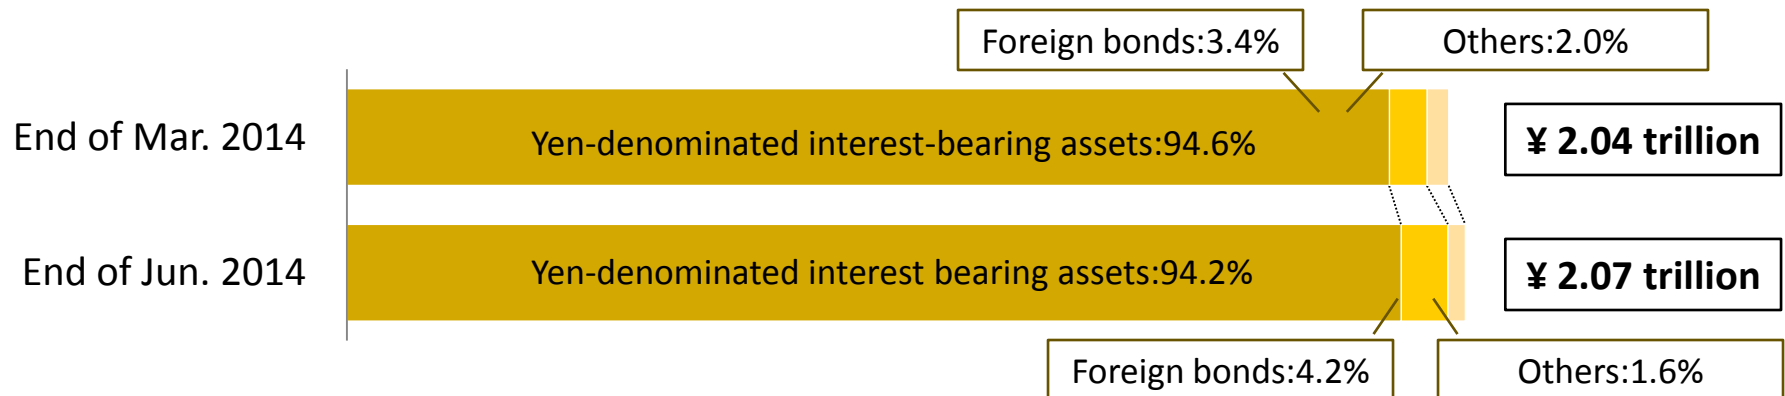 Foreign bonds:3.4%
Others:2.0%
End of Mar. 2014
Yen-denominated interest-bearing assets:94.6%
¥ 2.04 trillion
End of Jun. 2014
Yen-denominated interest bearing assets:94.2%
¥ 2.07 trillion
Foreign bonds:4.2%
Others:1.6%